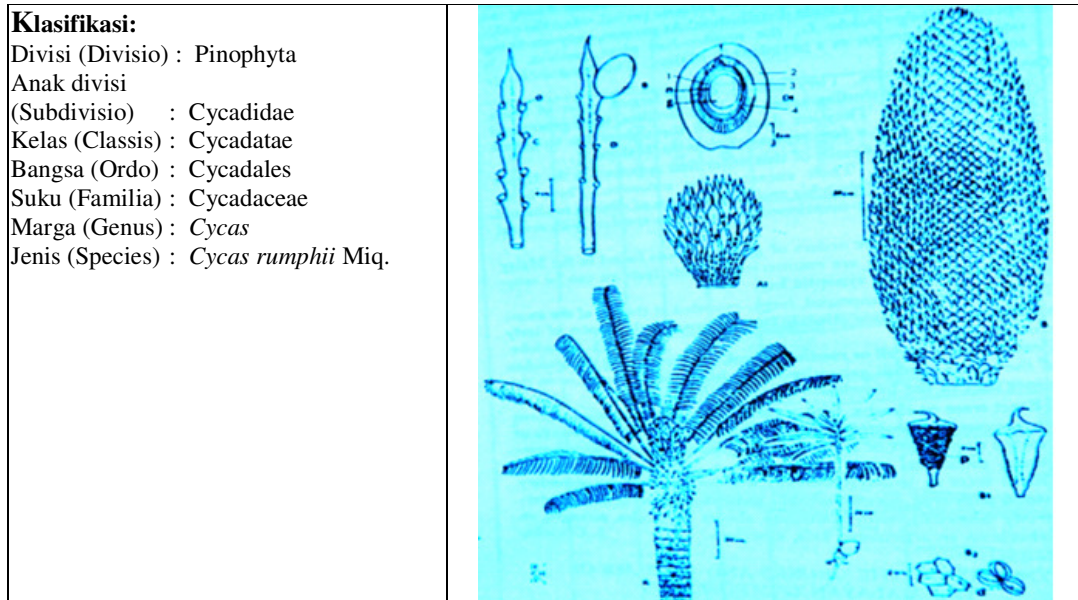 Klasifikasi:
Divisi (Divisio) : Pinophyta
Anak divisi
(Subdivisio) : Cycadidae
Kelas (Classis) : Cycadatae
Bangsa (Ordo) : Cycadales
Suku (Familia) : Cycadaceae
Marga (Genus) : Cycas
Jenis (Species) : Cycas rumphii Miq.